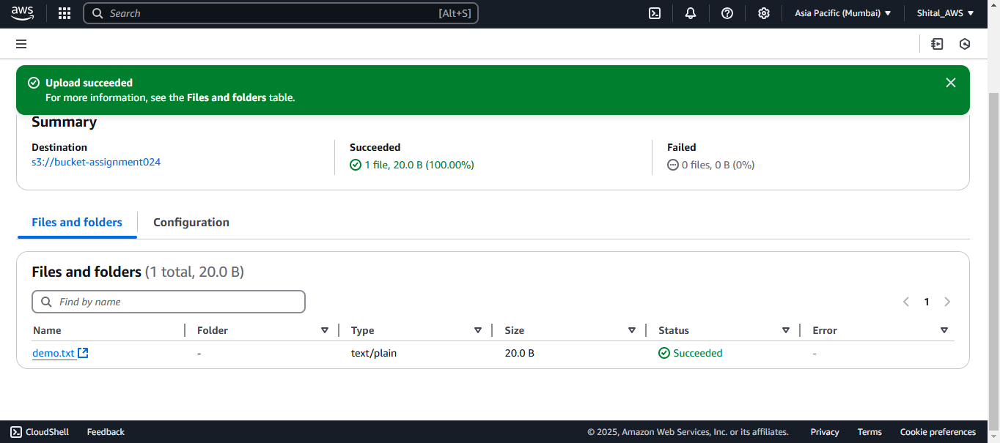 aws Search [Alt+S] Asia Pacific (Mumbai) Shital_AWS
Upload succeeded
For more information, see the Files and folders table.
Summary
Destination Succeeded Failed
s3://bucket-assignment024 1 file, 20.0 B (100.00%) 0 files, 0 B (0%)
Files and folders Configuration
Files and folders (1 total, 20.0 B)
Find by name 1
Name Folder Type Size Status Error
demo.txt - text/plain 20.0 B Succeeded -
CloudShell Feedback © 2025, Amazon Web Services, Inc. or its affiliates. Privacy Terms Cookie preferences